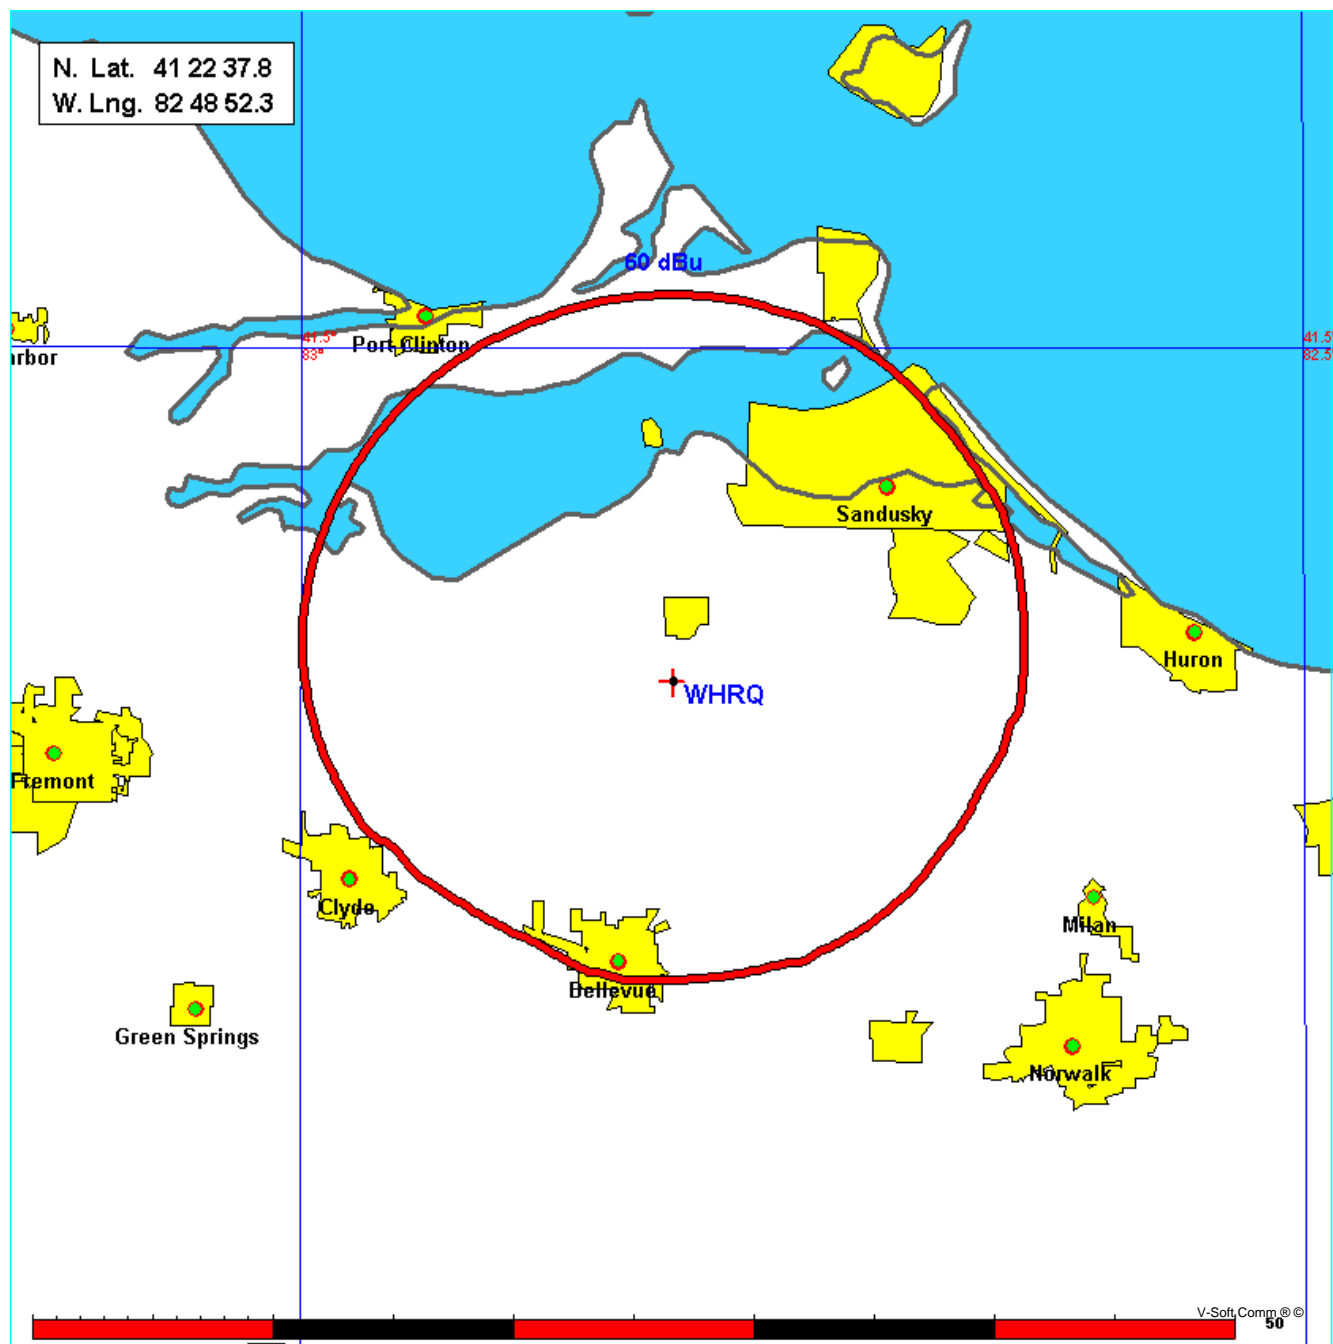 N. Lat. 41 22 37.8
W. Lng. 82 48 52.3
60 dBu
41.5°
83°
41.5
82.5
Port Clinton
arbor
Sandusky
Huron
WHRQ
Fremont
Clyde
Milan
Bellevue
Green Springs
Norwalk
V-Soft Comm ® ©
50